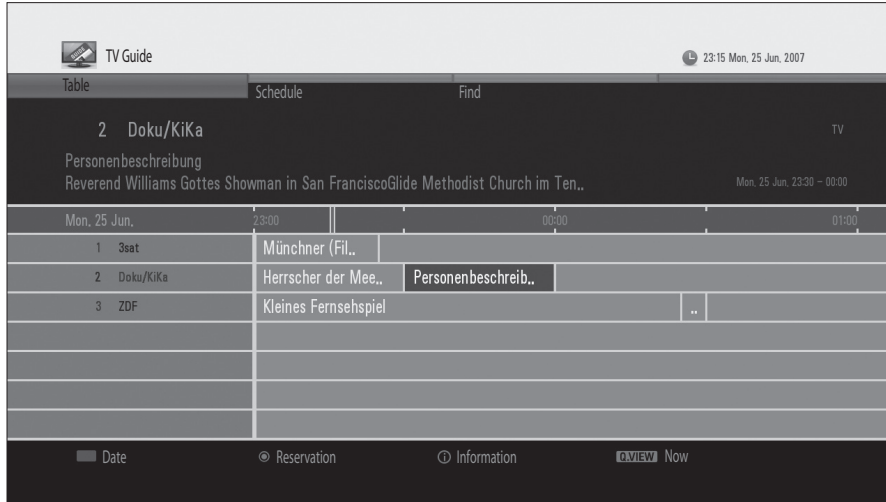 TV Guide
23:15 Mon, 25 Jun, 2007
Table
Schedule
Find
2 Doku/KiKa
TV
Personenbeschreibung
Reverend Williams Gottes Showman in San FranciscoGlide Methodist Church im Ten..
Mon, 25 Jun, 23:30 – 00:00
Mon, 25 Jun, 23:00 00:00 01:00
1 3sat Münchner (Fil..
2 Doku/KiKa Herrscher der Mee.. Personenbeschreib..
3 ZDF Kleines Fernsehspiel ..
Date
Reservation
Information
Q.VIEW Now